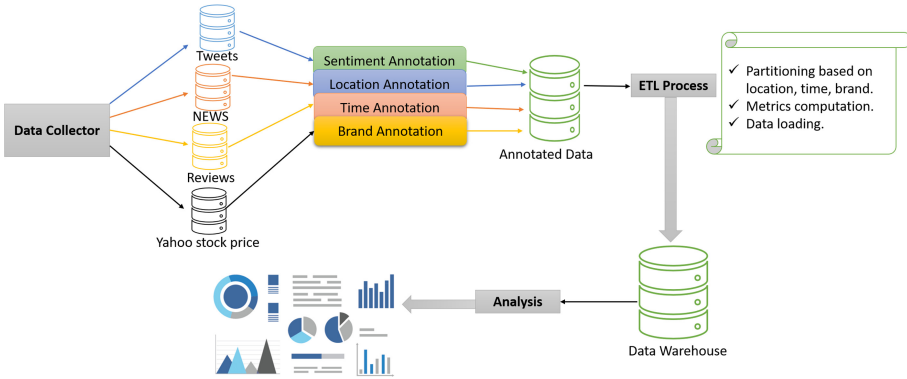 Tweets
NEWS
Reviews
Yahoo stock price
Data Collector
Sentiment Annotation
Location Annotation
Time Annotation
Brand Annotation
Annotated Data
ETL Process
✓ Partitioning based on
location, time, brand.
✓ Metrics computation.
✓ Data loading.
Data Warehouse
Analysis